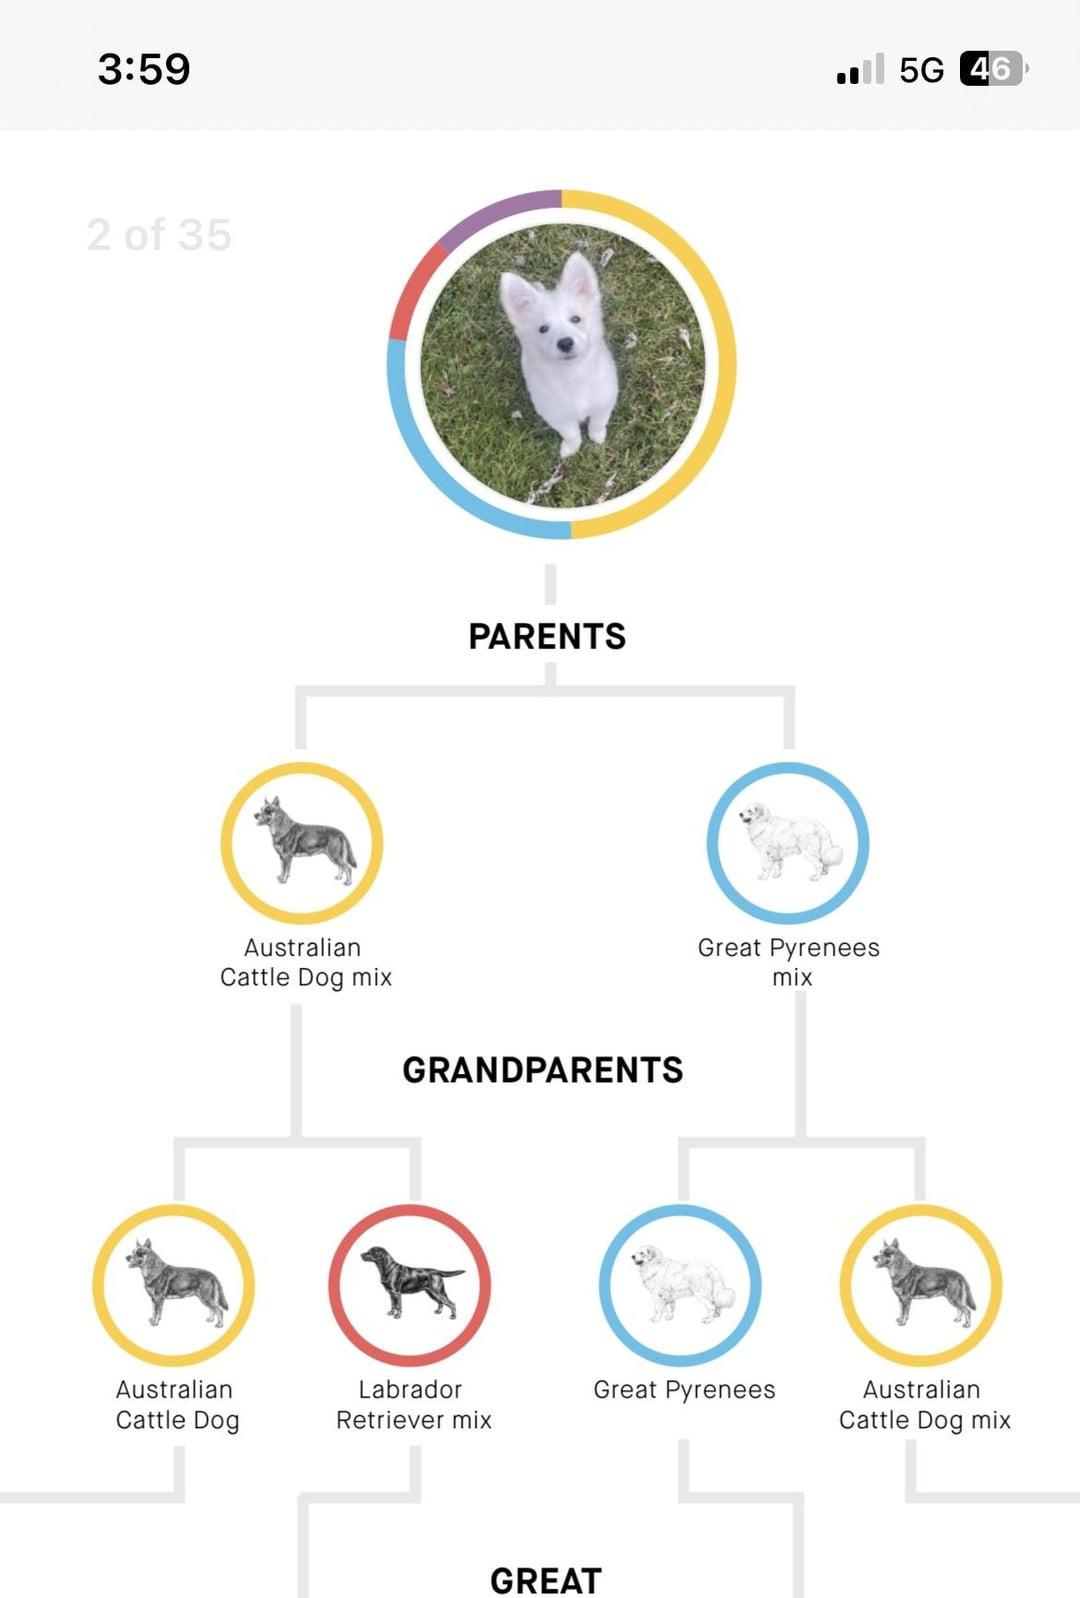 3:59
5G 46
2 of 35
PARENTS
Australian
Cattle Dog mix
Great Pyrenees
mix
GRANDPARENTS
Australian
Cattle Dog
Labrador
Retriever mix
Great Pyrenees
Australian
Cattle Dog mix
GREAT